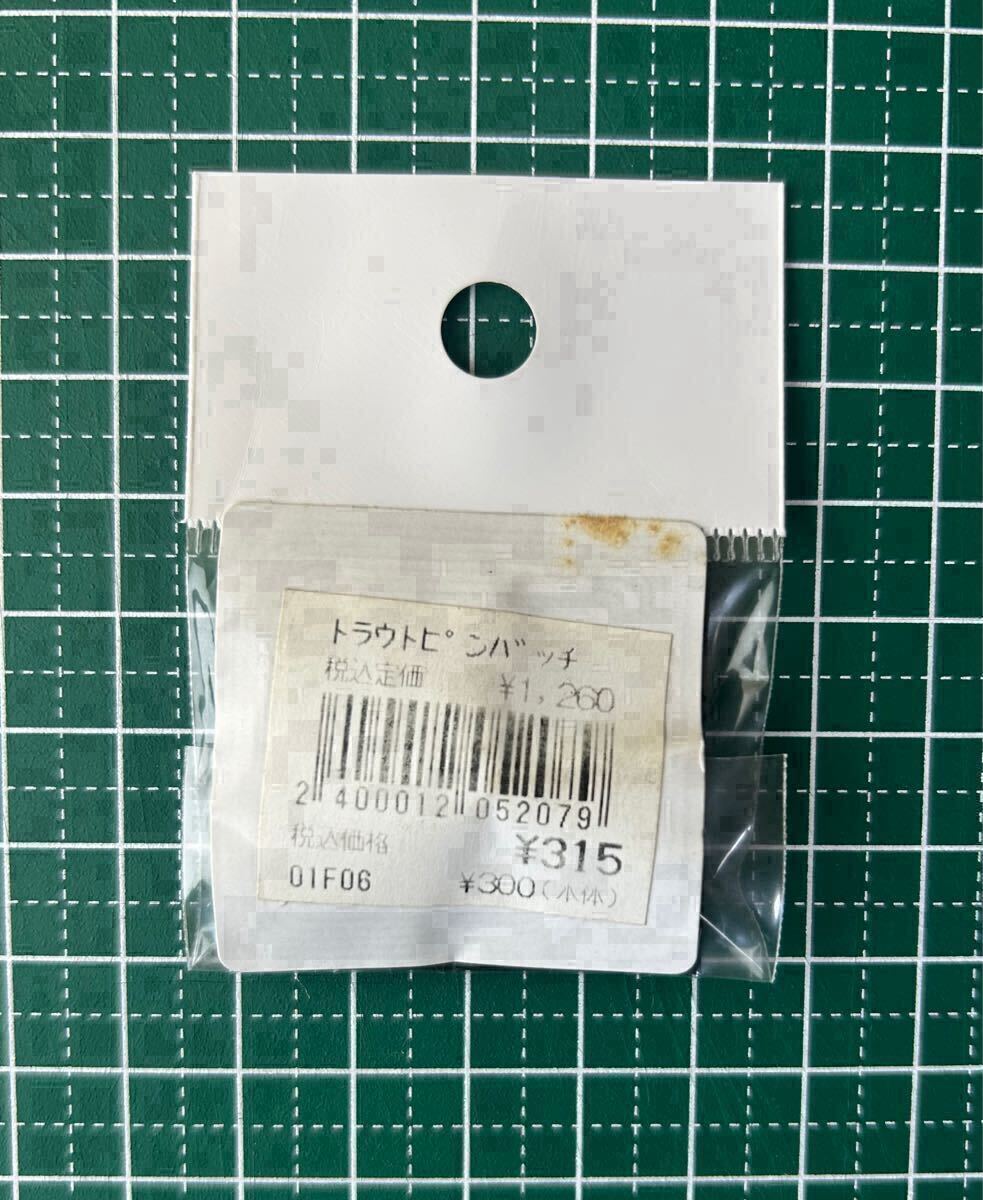 トラウトピンバッチ
税込定価 ¥1,260
2 400012 052079
税込価格 ¥315
01F06 ¥300(本体)